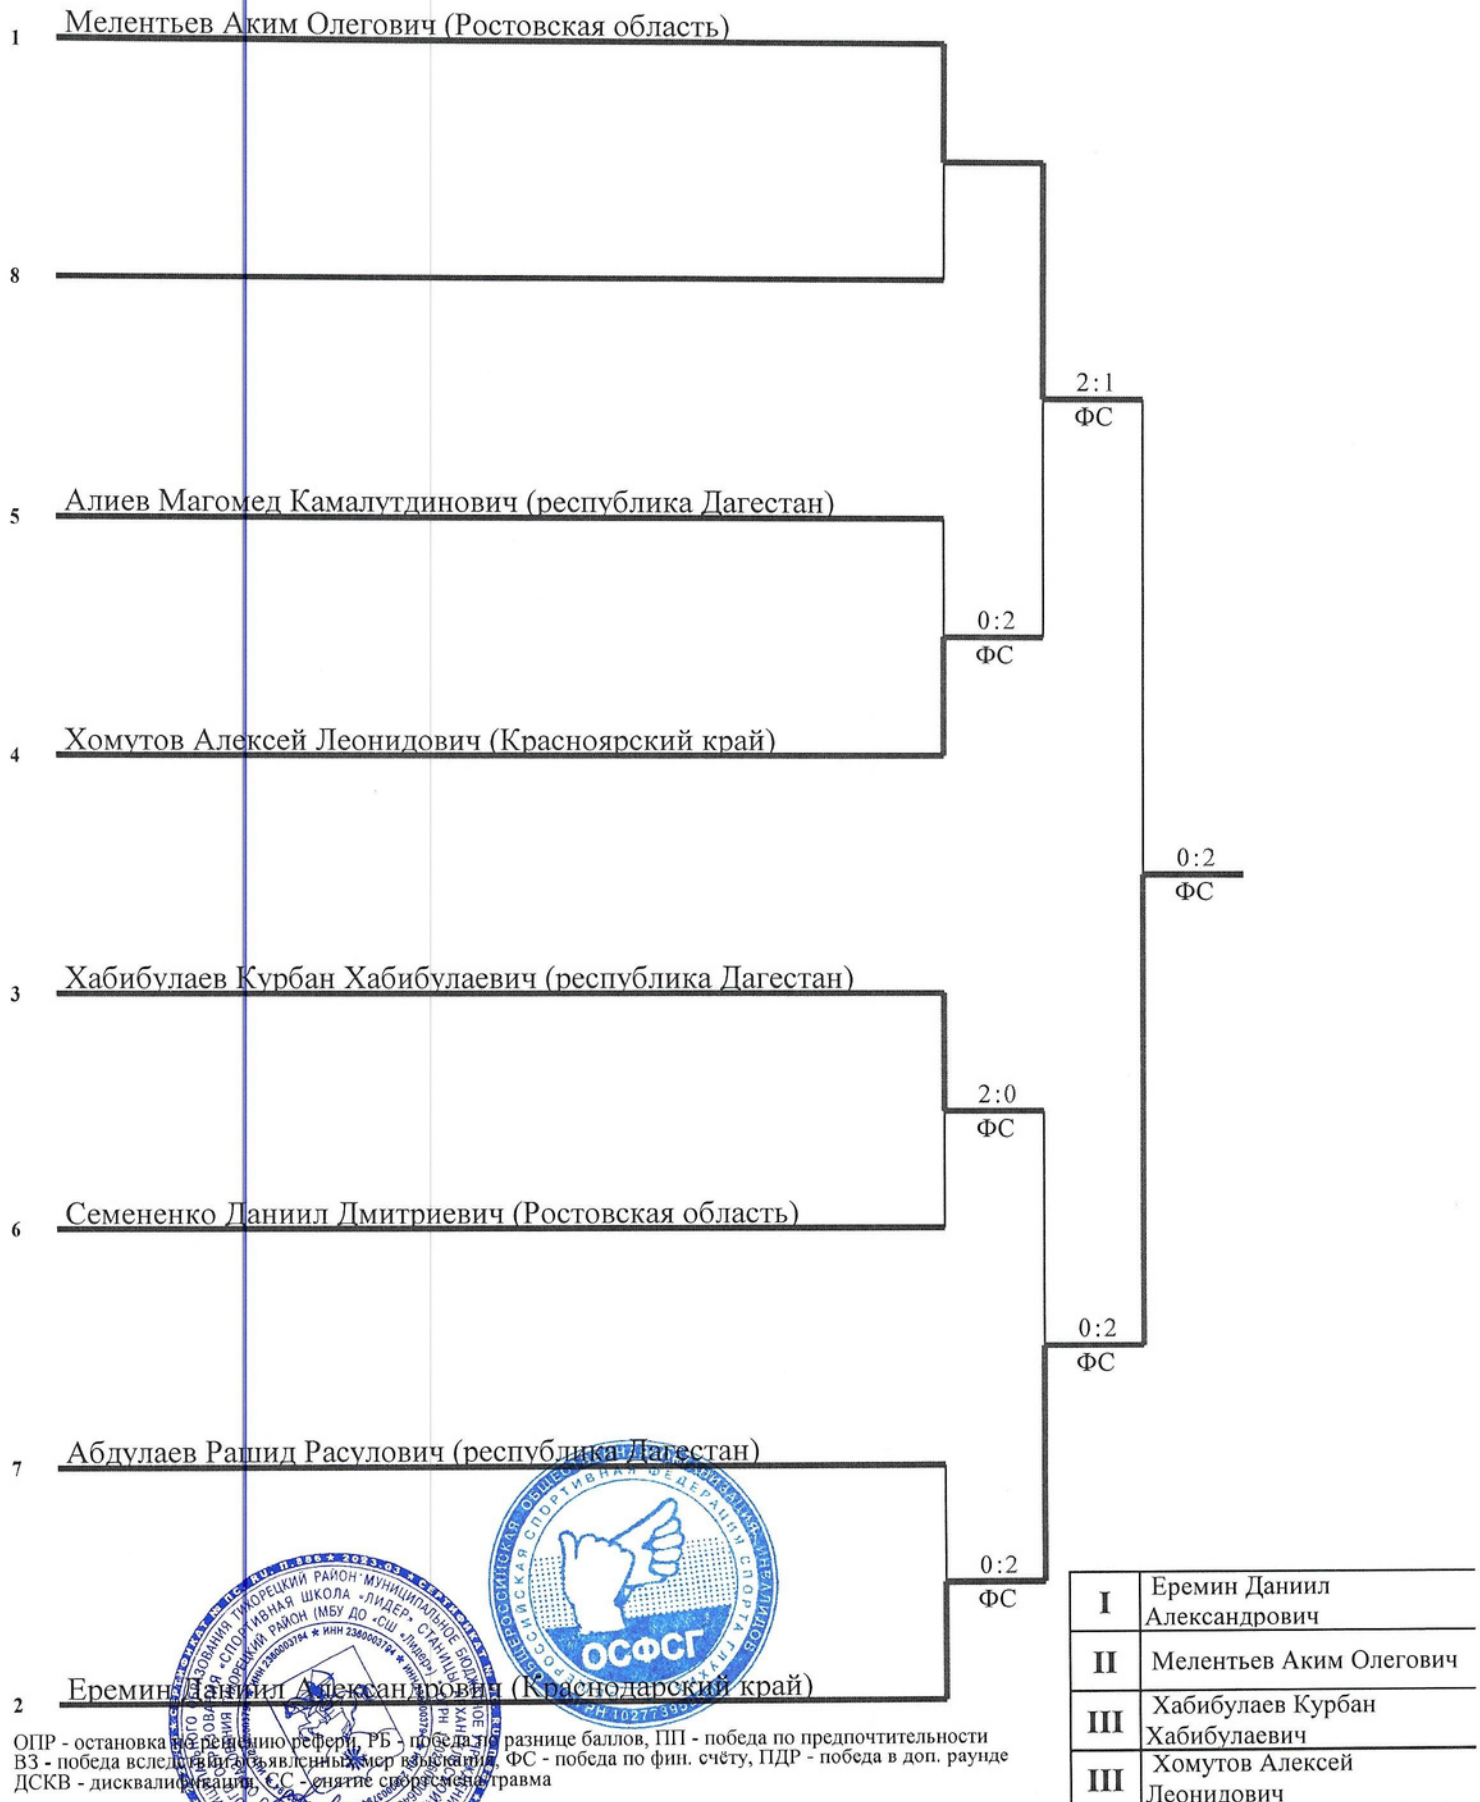 1 Мелентьев Аким Олегович (Ростовская область)
8
2:1
ФС
5 Алиев Магомед Камалутдинович (республика Дагестан)
0:2
ФС
4 Хомутов Алексей Леонидович (Красноярский край)
0:2
ФС
3 Хабибулаев Курбан Хабибулаевич (республика Дагестан)
2:0
ФС
6 Семененко Даниил Дмитриевич (Ростовская область)
0:2
ФС
7 Абдулаев Рашид Расулович (республика Дагестан)
0:2
ФС
2 Еремин Даниил Александрович (Краснодарский край)
ОСФСГ
I Еремин Даниил
Александрович
II Мелентьев Аким Олегович
III Хабибулаев Курбан
Хабибулаевич
III Хомутов Алексей
Леонидович
ОПР - остановка по решению рефери, РБ - победа по разнице баллов, ПП - победа по предпочтительности
ВЗ - победа вследствии объявленных мер взыскания, ФС - победа по фин. счёту, ПДР - победа в доп. раунде
ДСКВ - дисквалификации, СС - снятие спортсмена травма